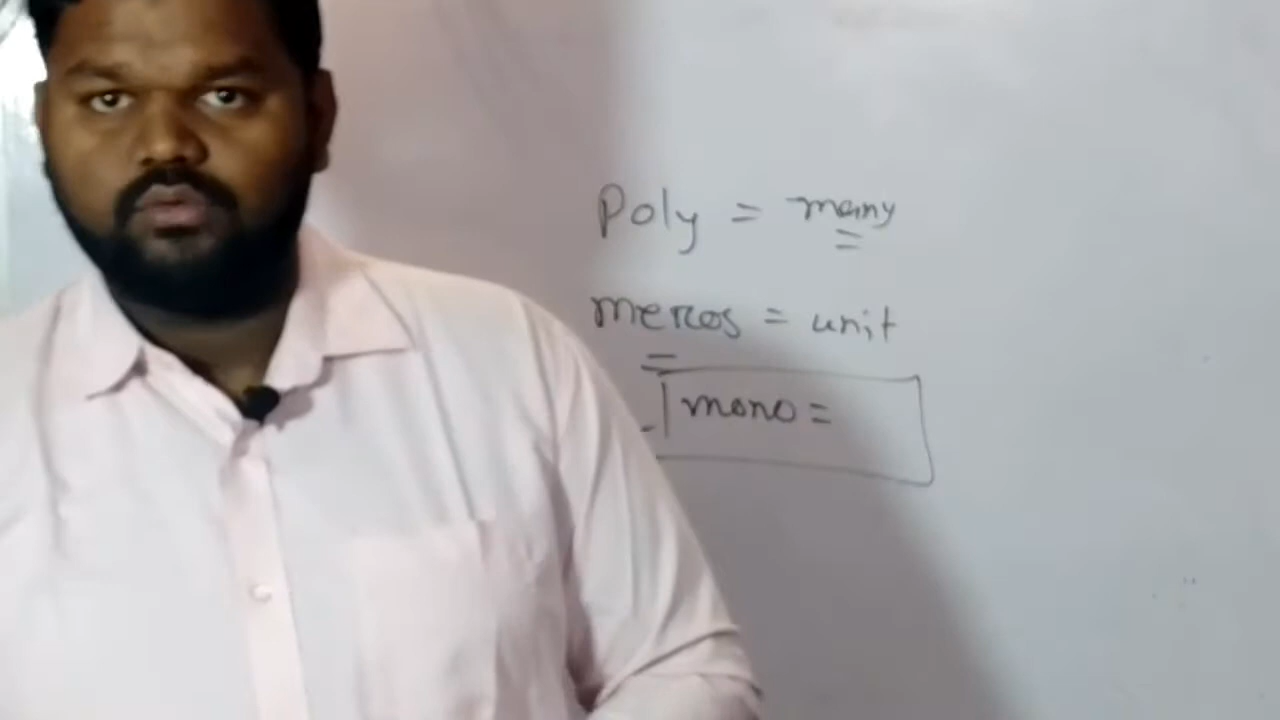 Poly = many
meros = unit
mono =